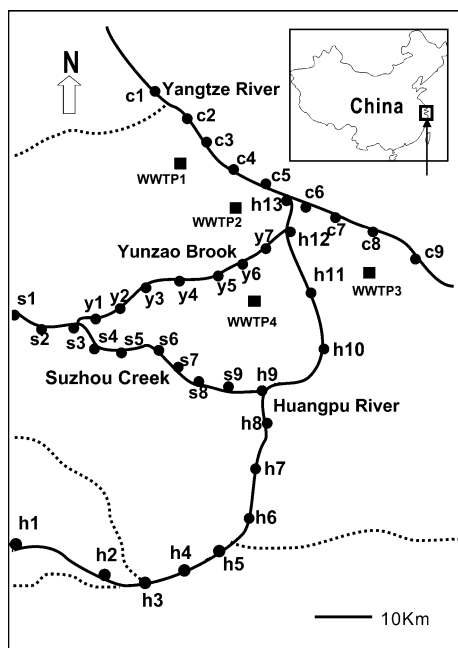 N
Yangtze River
China
c1
c2
c3
c4
c5
c6
c7
c8
c9
WWTP1
WWTP2
WWTP3
WWTP4
h13
h12
h11
h10
Yunzao Brook
y7
y6
y5
y4
y3
y2
y1
s1
s2
s3
s4
s5
s6
s7
s8
s9
h9
Suzhou Creek
Huangpu River
h8
h7
h6
h5
h4
h3
h2
h1
10Km